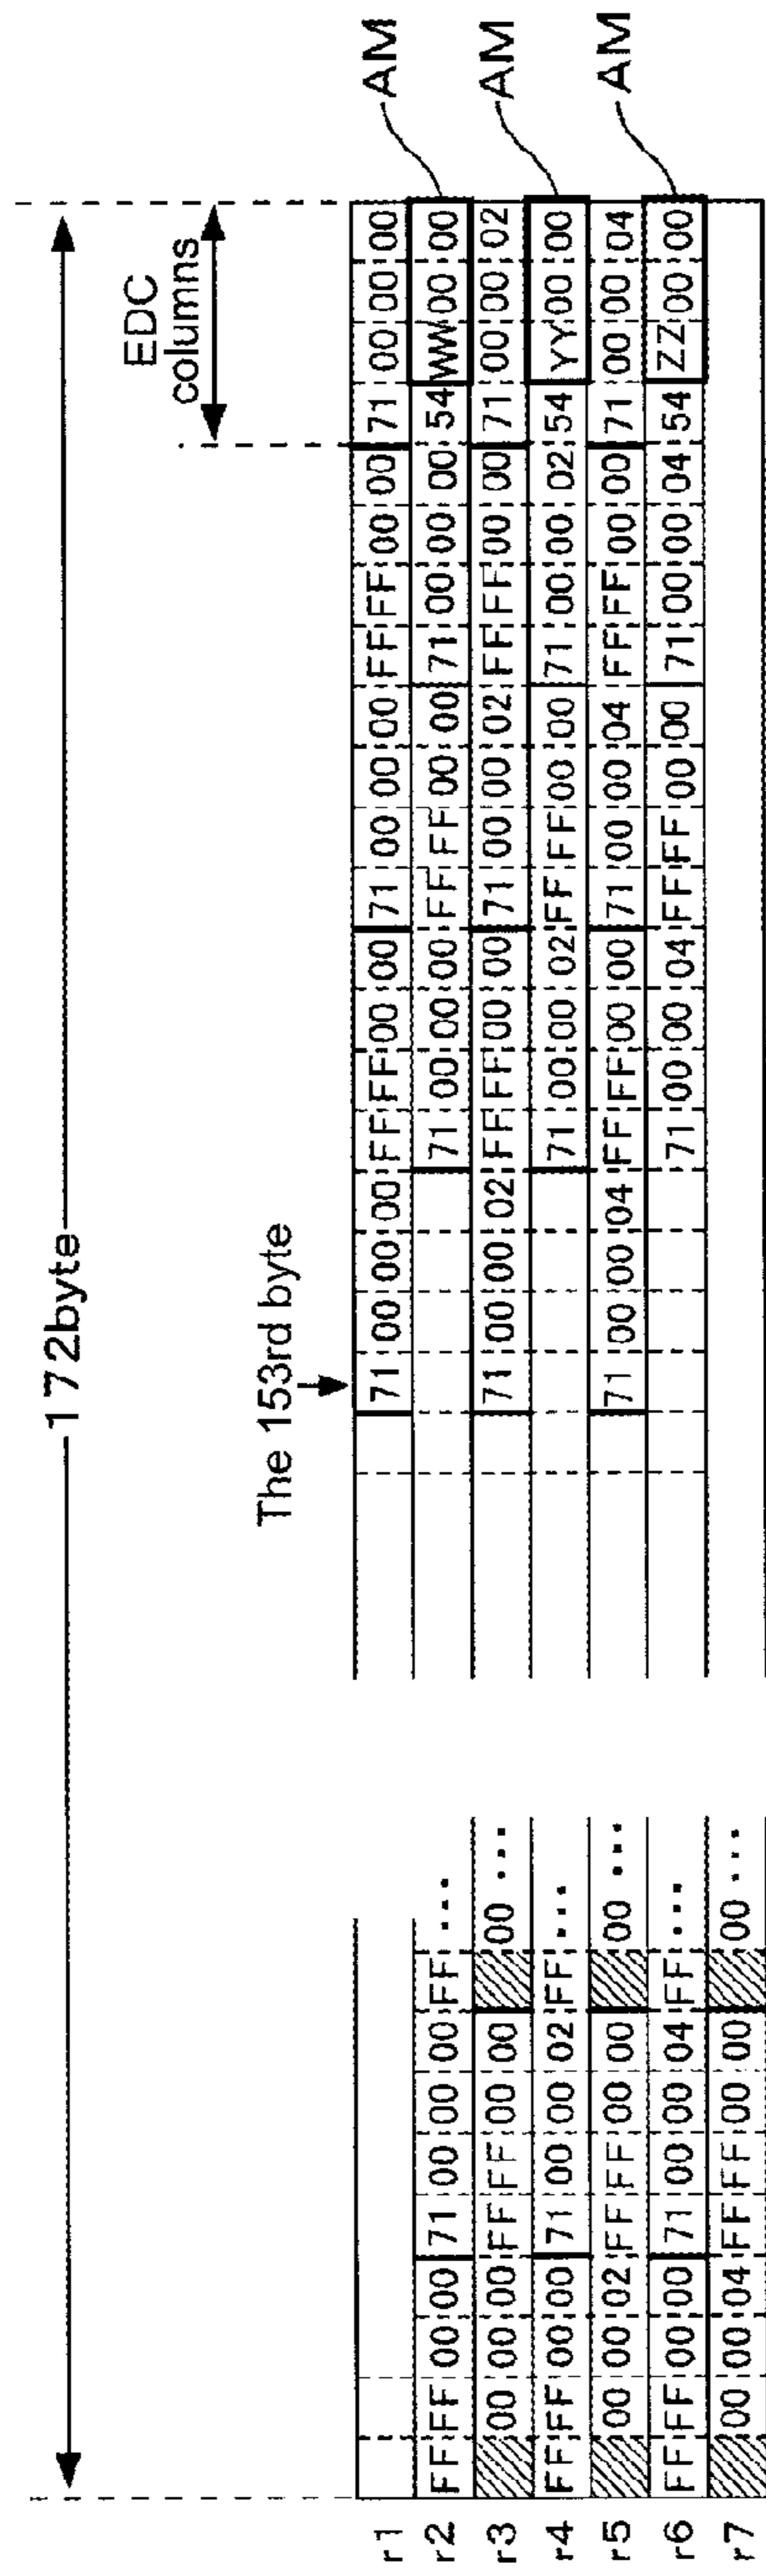 172byte
EDC
columns
The 153rd byte
r1 71 00 00 00 FF FF 00 00 71 00 00 00 FF FF 00 00 71 00 00 00
r2 FF FF 00 00 71 00 00 00 FF ... 71 00 00 00 FF FF 00 00 71 00 00 00 54 WW 00 00 AM
r3 00 00 00 FF FF 00 00 00 ... 71 00 00 02 FF FF 00 00 71 00 00 02 FF FF 00 00 71 00 00 02
r4 FF FF 00 00 71 00 00 02 FF ... 71 00 00 02 FF FF 00 00 71 00 00 02 54 YY 00 00 AM
r5 00 00 02 FF FF 00 00 00 ... 71 00 00 04 FF FF 00 00 71 00 00 04 FF FF 00 00 71 00 00 04
r6 FF FF 00 00 71 00 00 04 FF ... 71 00 00 04 FF FF 00 00 71 00 00 04 54 ZZ 00 00 AM
r7 00 00 04 FF FF 00 00 00 ...